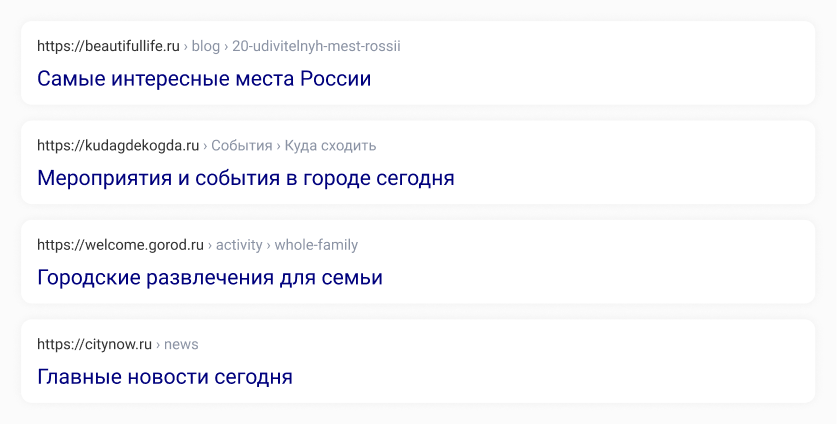 https://beautifullife.ru › blog › 20-udivitelnyh-mest-rossii
Самые интересные места России
https://kudagdekogda.ru › События › Куда сходить
Мероприятия и события в городе сегодня
https://welcome.gorod.ru › activity › whole-family
Городские развлечения для семьи
https://citynow.ru › news
Главные новости сегодня